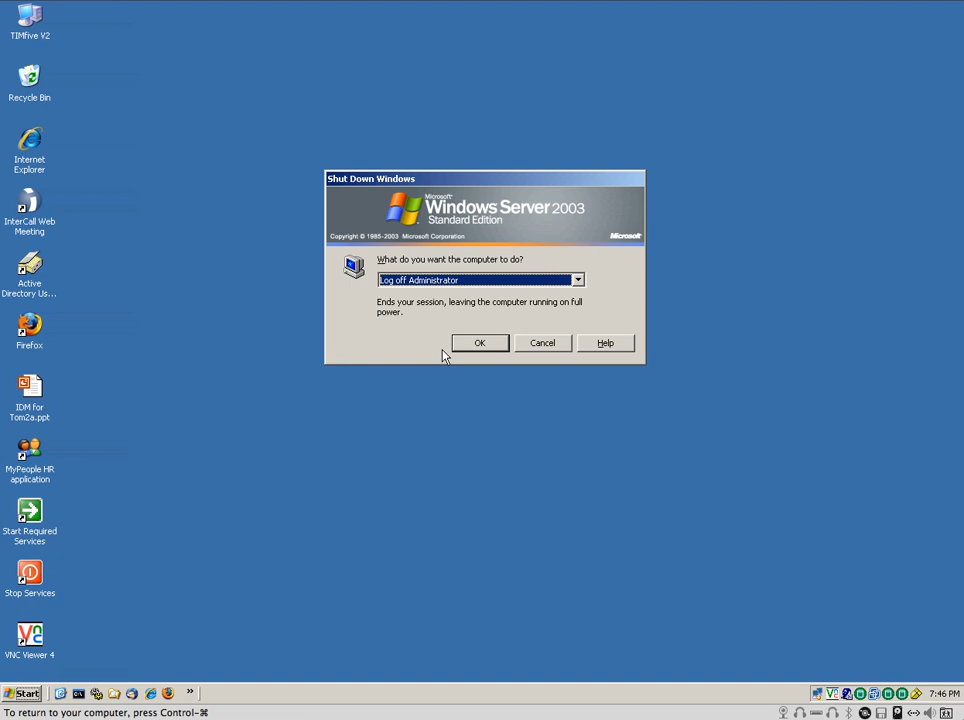 TIMfive V2
Recycle Bin
Internet
Explorer
InterCall Web
Meeting
Active
Directory Us...
Firefox
IDM for
Tom2a.ppt
MyPeople HR
application
Start Required
Services
Stop Services
VNC Viewer 4
Shut Down Windows
Microsoft
Windows Server 2003
Standard Edition
Copyright © 1985-2003 Microsoft Corporation
Microsoft
What do you want the computer to do?
Log off Administrator
Ends your session, leaving the computer running on full
power.
OK
Cancel
Help
Start
7:46 PM
To return to your computer, press Control-⌘